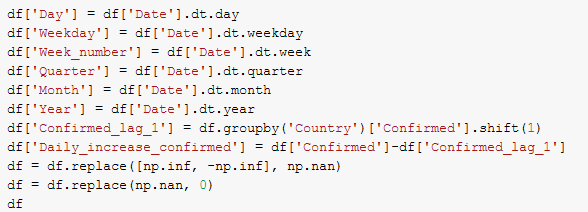 df['Day'] = df['Date'].dt.day
df['Weekday'] = df['Date'].dt.weekday
df['Week_number'] = df['Date'].dt.week
df['Quarter'] = df['Date'].dt.quarter
df['Month'] = df['Date'].dt.month
df['Year'] = df['Date'].dt.year
df['Confirmed_lag_1'] = df.groupby('Country')['Confirmed'].shift(1)
df['Daily_increase_confirmed'] = df['Confirmed']-df['Confirmed_lag_1']
df = df.replace([np.inf, -np.inf], np.nan)
df = df.replace(np.nan, 0)
df